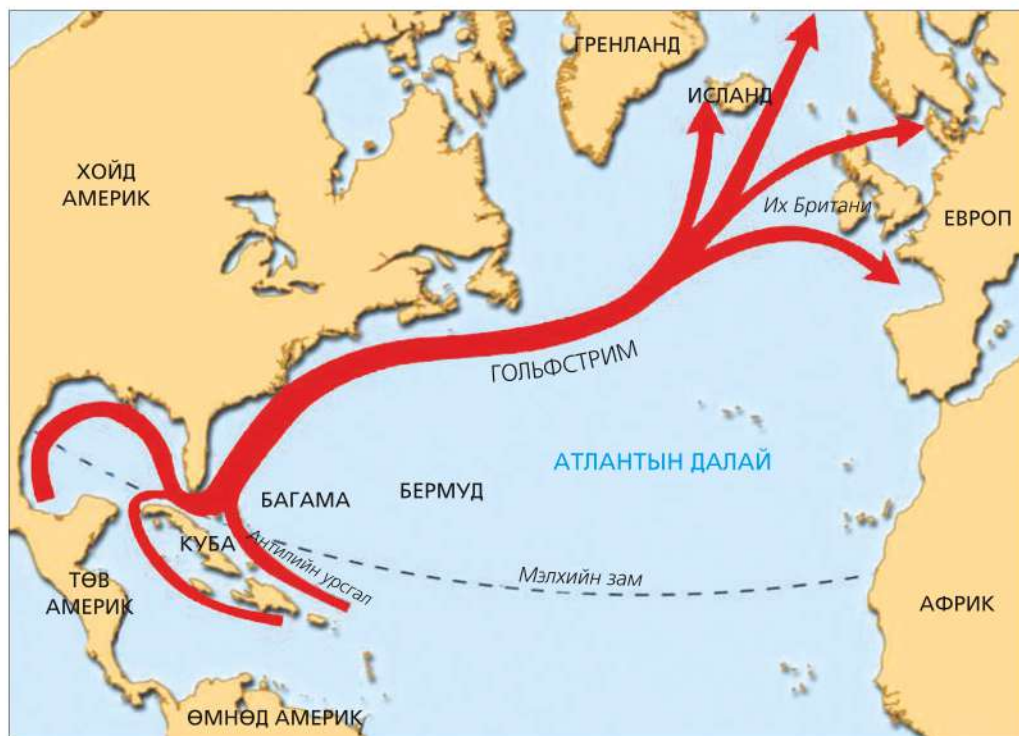 ГРЕНЛАНД
ИСЛАНД
ХОЙД
АМЕРИК
Их Британи
ЕВРОП
ГОЛЬФСТРИМ
АТЛАНТЫН ДАЛАЙ
БАГАМА
БЕРМУД
КУБА
Антилийн урсгал
Мэлхийн зам
ТӨВ
АМЕРИК
АФРИК
ӨМНӨД АМЕРИК